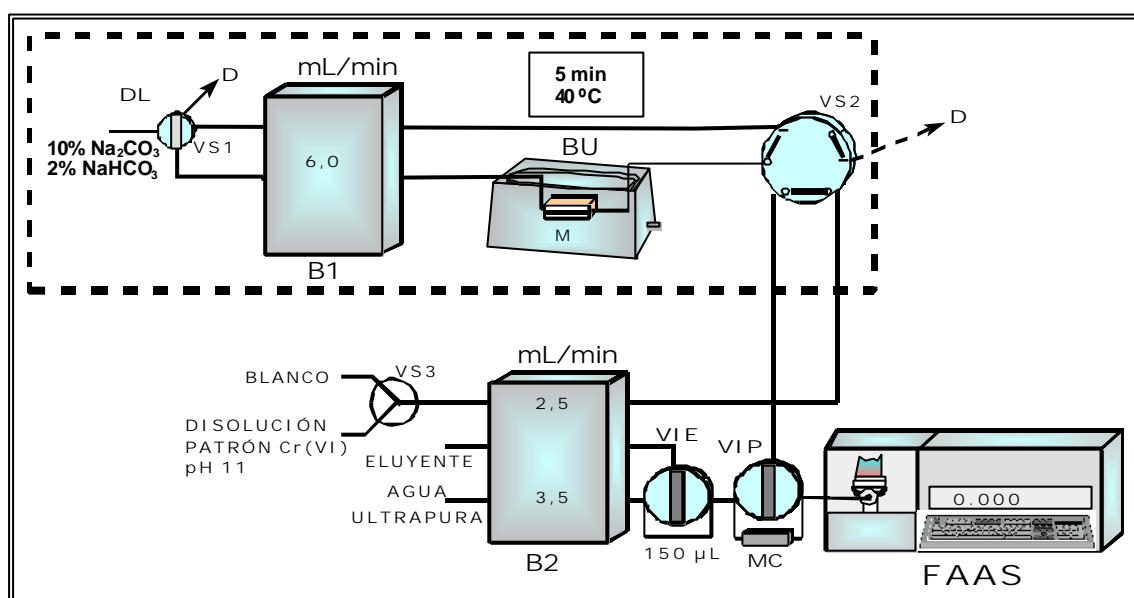 mL/min
D
5 min
40 ºC
DL
VS2
VS1
D
10% Na₂CO₃
2% NaHCO₃
6,0
BU
M
B1
mL/min
BLANCO
VS3
2,5
DISOLUCIÓN
PATRÓN Cr(VI)
pH 11
VIE
VIP
ELUYENTE
AGUA
ULTRAPURA
3,5
0.000
150 µL
MC
B2
FAAS